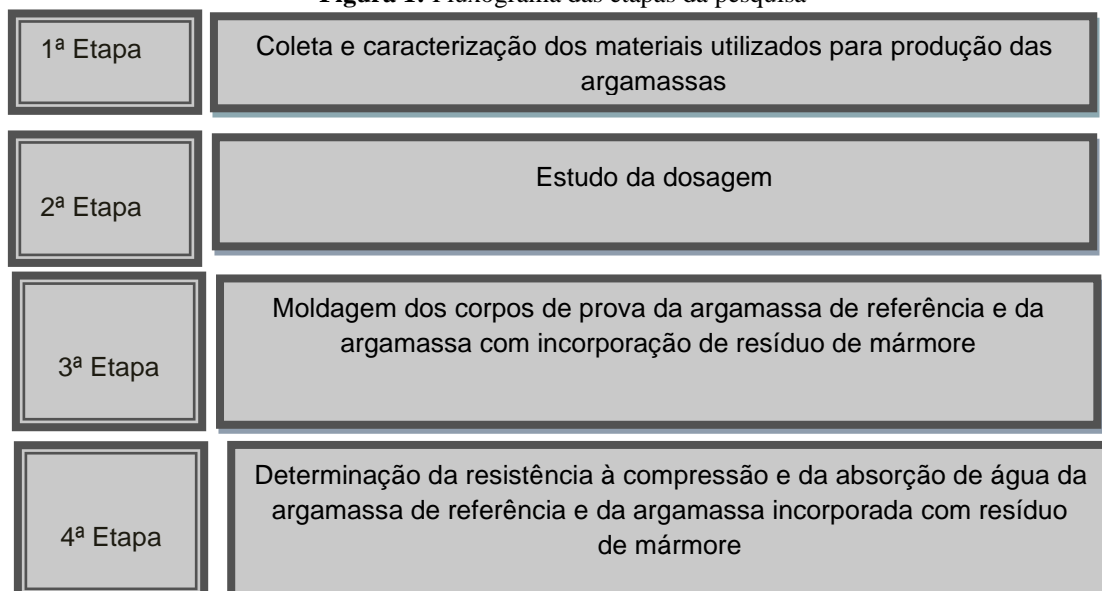 Figura 1. Fluxograma das etapas da pesquisa
1ª Etapa
Coleta e caracterização dos materiais utilizados para produção das
argamassas
2ª Etapa
Estudo da dosagem
3ª Etapa
Moldagem dos corpos de prova da argamassa de referência e da
argamassa com incorporação de resíduo de mármore
4ª Etapa
Determinação da resistência à compressão e da absorção de água da
argamassa de referência e da argamassa incorporada com resíduo
de mármore